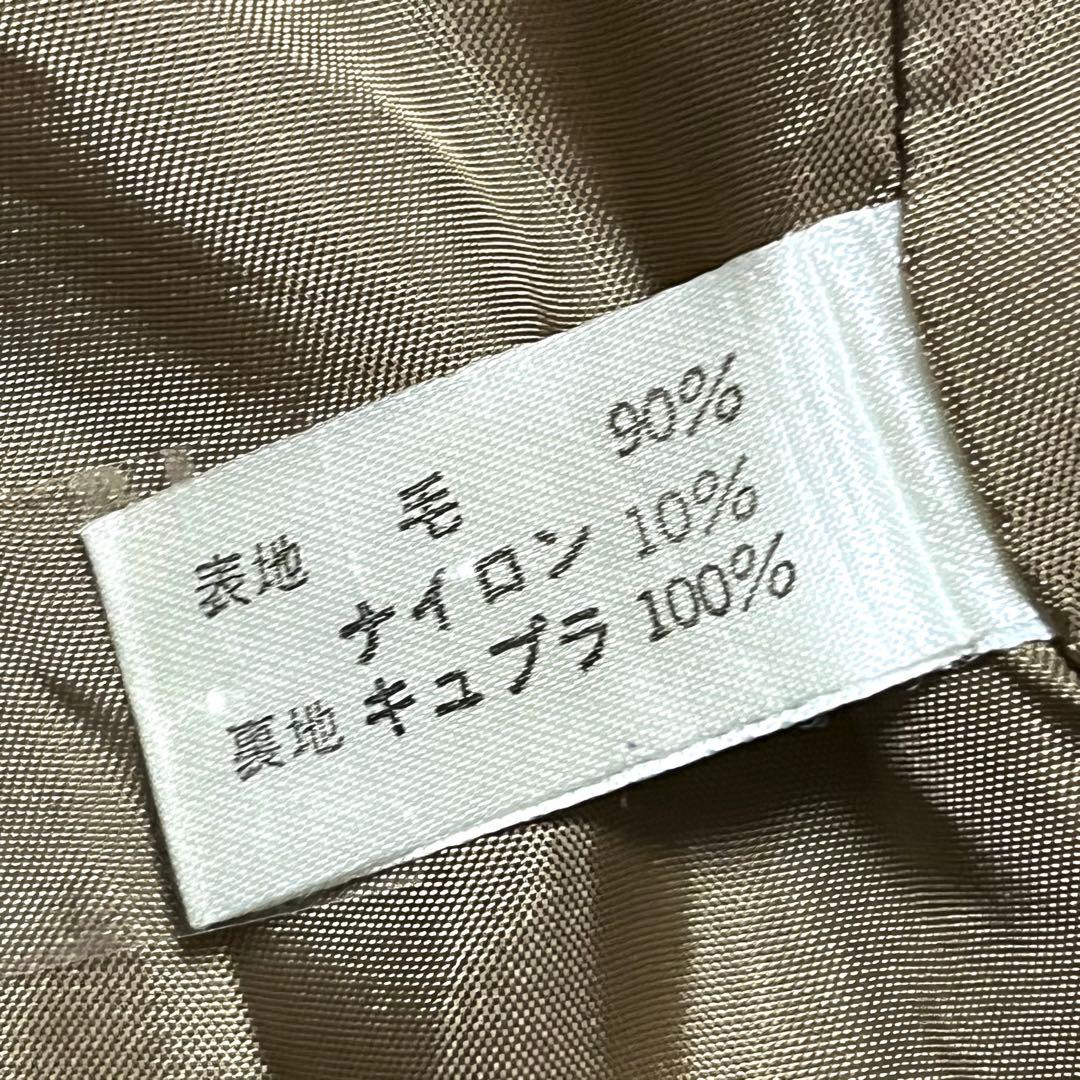 表地 毛 90%
ナイロン 10%
裏地 キュプラ 100%